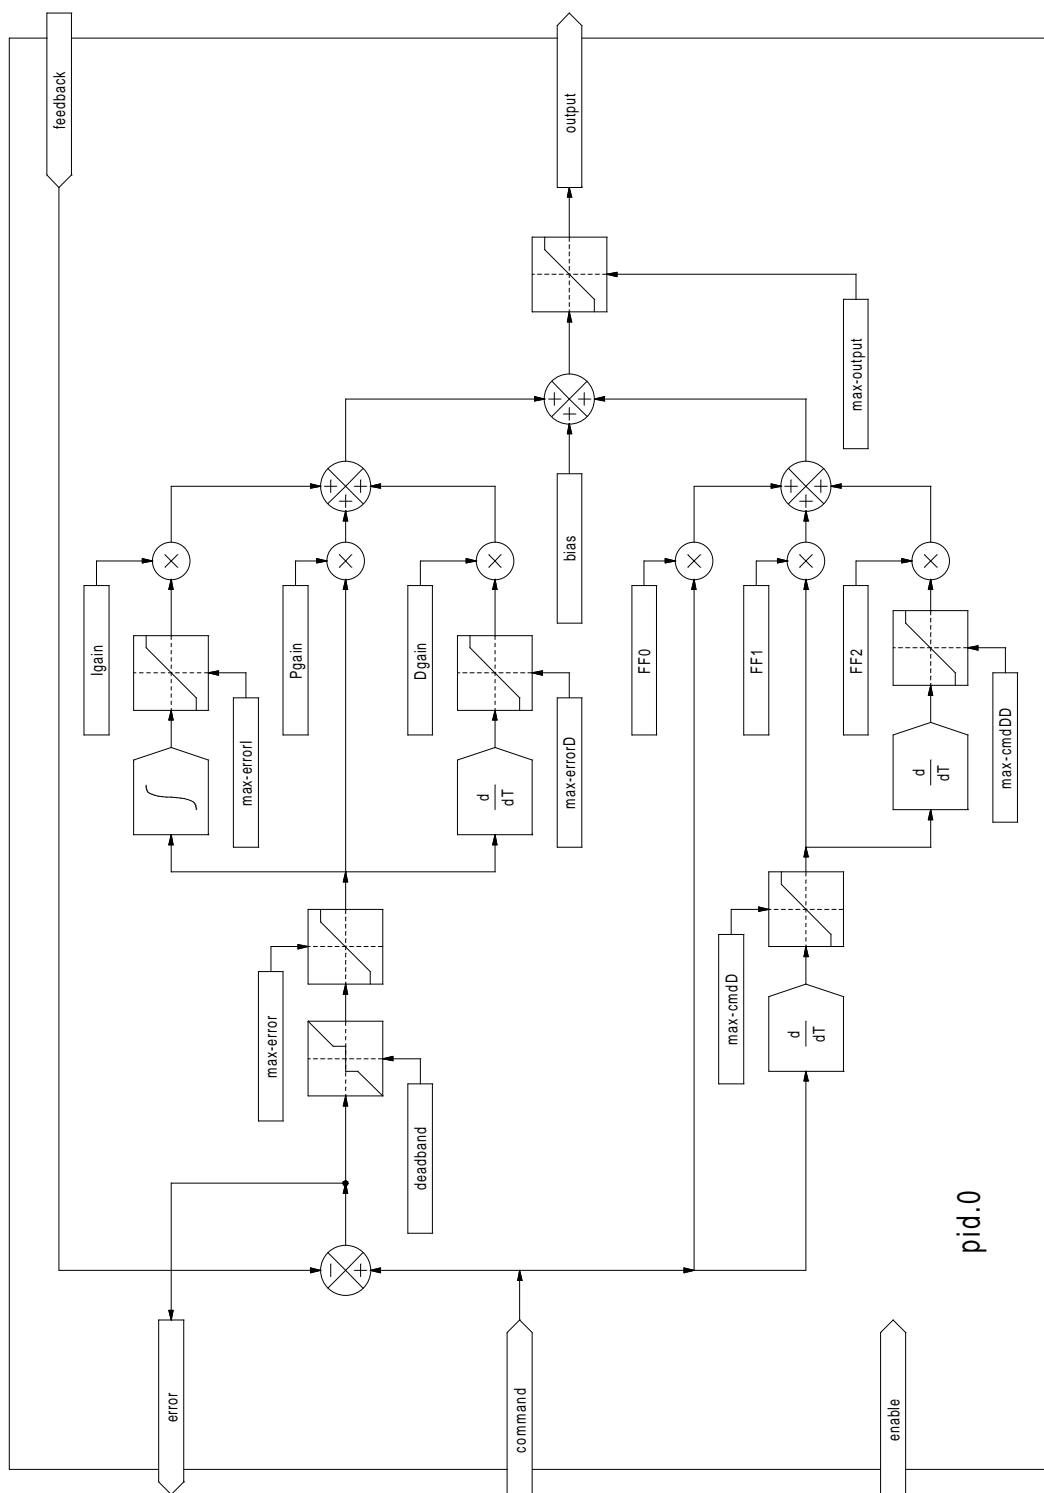 feedback
output
max-output
Igain
Pgain
Dgain
bias
FF0
FF1
FF2
+
+
+
+
+
+
+
+
+
×
×
×
×
×
×
max-errorI
max-errorD
max-cmdDD
∫
d
dT
d
dT
max-error
max-cmdD
d
dT
deadband
-
+
pid.0
error
command
enable